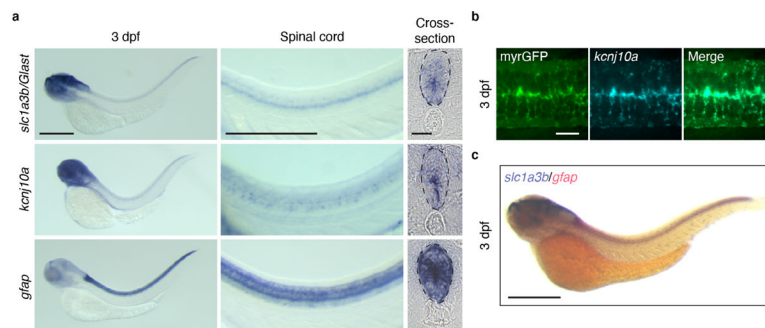 a
3 dpf
Spinal cord
Cross-
section
slc1a3b/Glast
kcnj10a
gfap
b
myrGFP
kcnj10a
Merge
3 dpf
c
slc1a3b/gfap
3 dpf